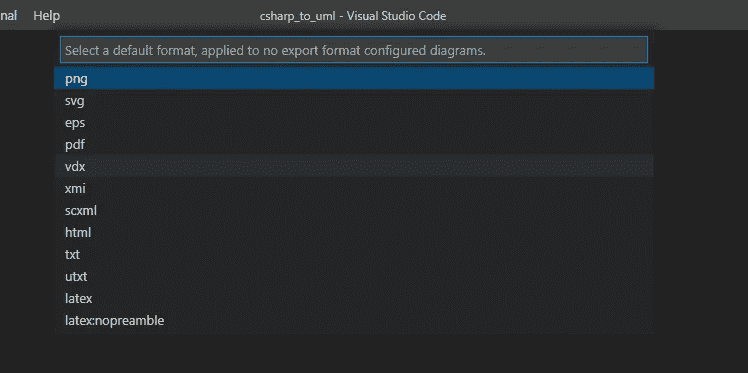 nal Help csharp_to_uml - Visual Studio Code
Select a default format, applied to no export format configured diagrams.
png
svg
eps
pdf
vdx
xmi
scxml
html
txt
utxt
latex
latex:nopreamble